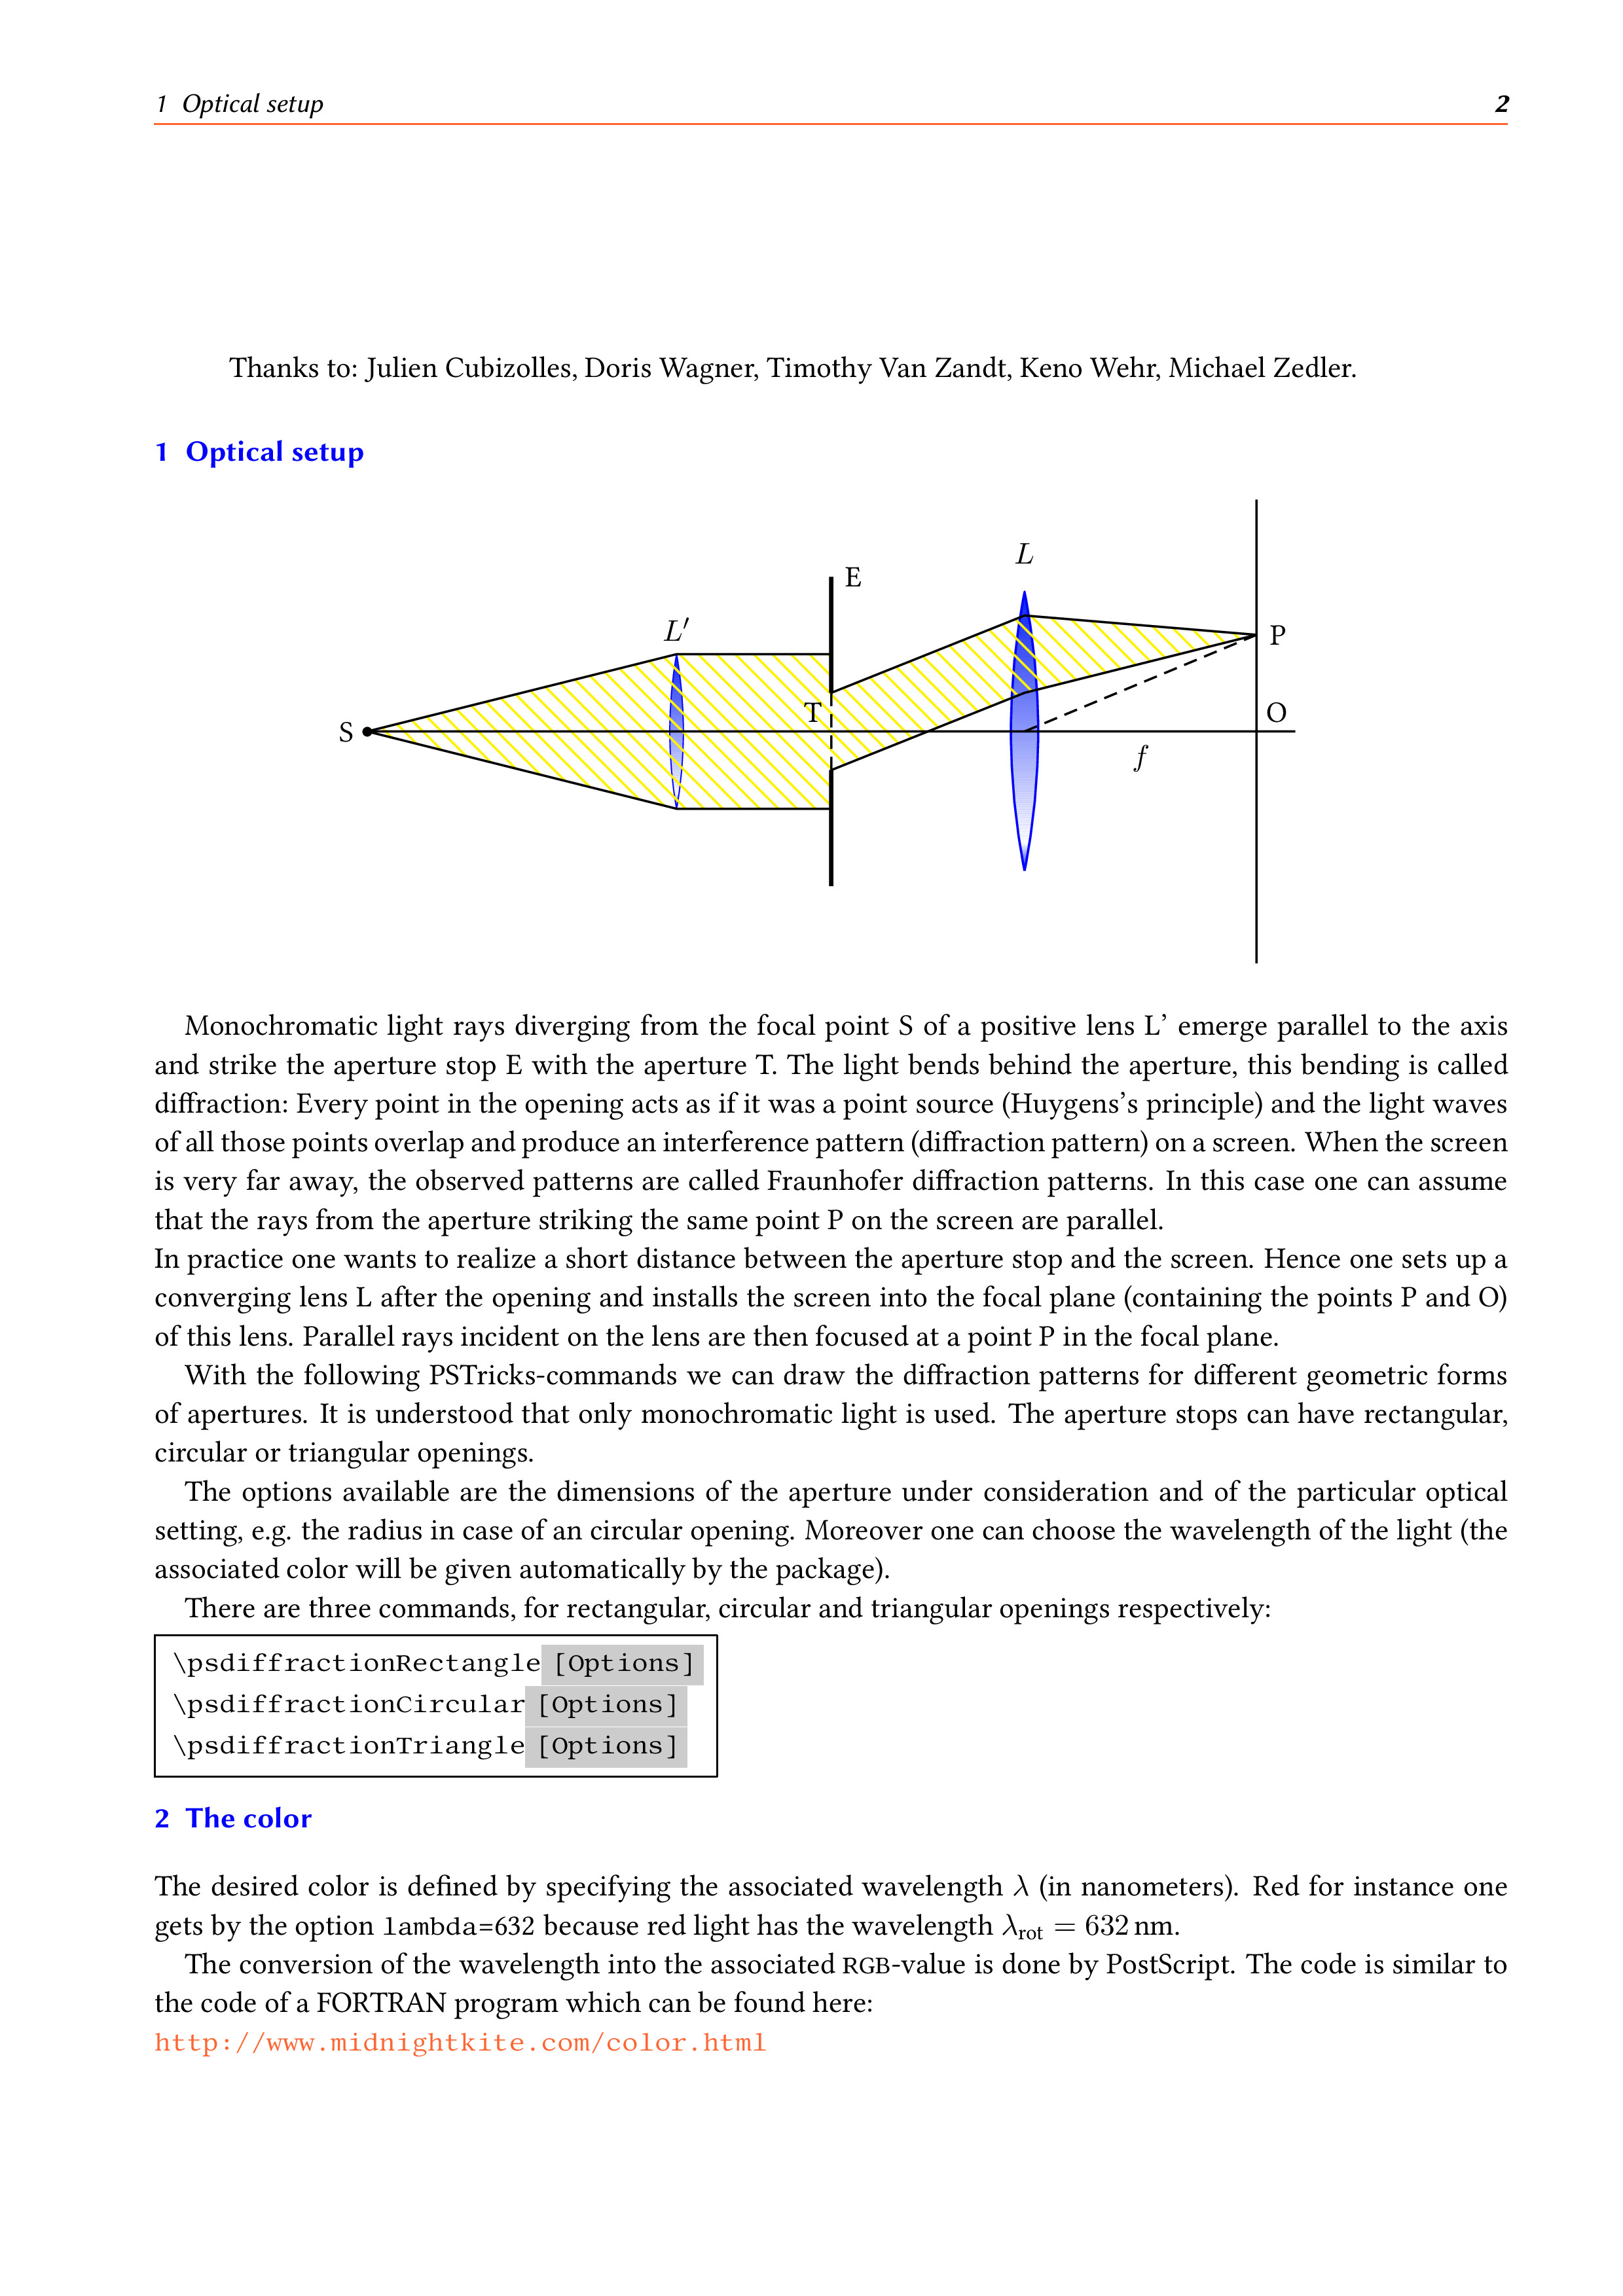 1 Optical setup 2
Thanks to: Julien Cubizolles, Doris Wagner, Timothy Van Zandt, Keno Wehr, Michael Zedler.
1 Optical setup
L
E
L′
P
T
O
S
f
Monochromatic light rays diverging from the focal point S of a positive lens L’ emerge parallel to the axis
and strike the aperture stop E with the aperture T. The light bends behind the aperture, this bending is called
diffraction: Every point in the opening acts as if it was a point source (Huygens’s principle) and the light waves
of all those points overlap and produce an interference pattern (diffraction pattern) on a screen. When the screen
is very far away, the observed patterns are called Fraunhofer diffraction patterns. In this case one can assume
that the rays from the aperture striking the same point P on the screen are parallel.
In practice one wants to realize a short distance between the aperture stop and the screen. Hence one sets up a
converging lens L after the opening and installs the screen into the focal plane (containing the points P and O)
of this lens. Parallel rays incident on the lens are then focused at a point P in the focal plane.
With the following PSTricks-commands we can draw the diffraction patterns for different geometric forms
of apertures. It is understood that only monochromatic light is used. The aperture stops can have rectangular,
circular or triangular openings.
The options available are the dimensions of the aperture under consideration and of the particular optical
setting, e.g. the radius in case of an circular opening. Moreover one can choose the wavelength of the light (the
associated color will be given automatically by the package).
There are three commands, for rectangular, circular and triangular openings respectively:
\psdiffractionRectangle [Options]
\psdiffractionCircular [Options]
\psdiffractionTriangle [Options]
2 The color
The desired color is defined by specifying the associated wavelength λ (in nanometers). Red for instance one
gets by the option lambda=632 because red light has the wavelength λrot = 632 nm.
The conversion of the wavelength into the associated RGB-value is done by PostScript. The code is similar to
the code of a FORTRAN program which can be found here:
http://www.midnightkite.com/color.html